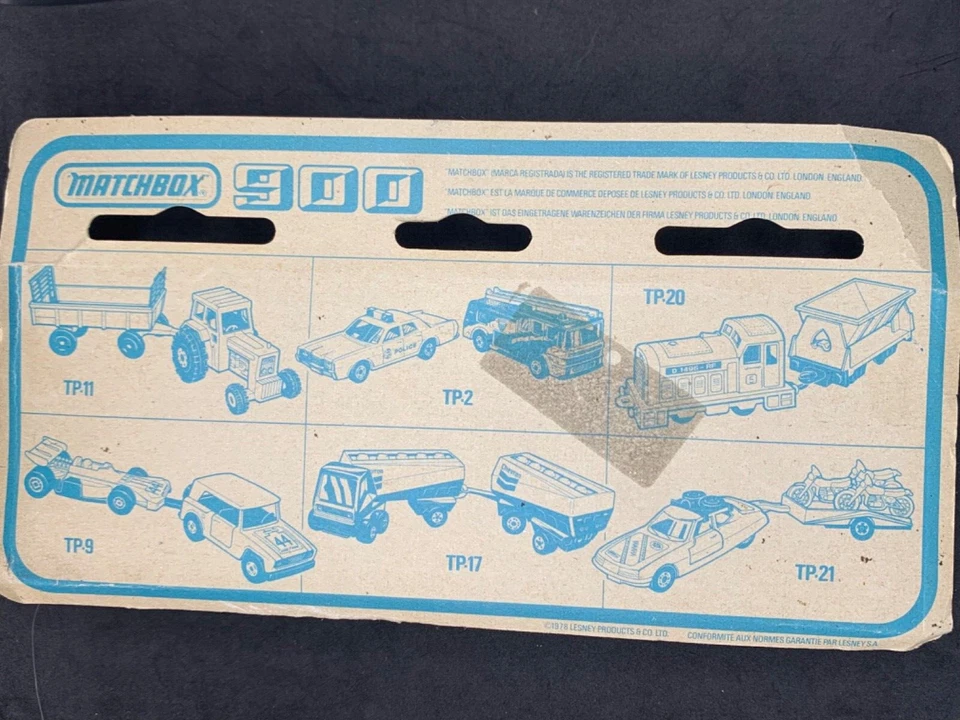 MATCHBOX ® 900
"MATCHBOX" (MARCA REGISTRADA) IS THE REGISTERED TRADE MARK OF LESNEY PRODUCTS & CO. LTD. LONDON ENGLAND.
"MATCHBOX" EST LA MARQUE DE COMMERCE DEPOSEE DE LESNEY PRODUCTS & CO. LTD. LONDON ENGLAND
"MATCHBOX" IST DAS EINGETRAGENE WARENZEICHEN DER FIRMA LESNEY PRODUCTS & CO. LTD. LONDON ENGLAND
TP-11
POLICE
TP-2
TP-20
TP-9
44
TP-17
TP-21
©1978 LESNEY PRODUCTS & CO. LTD.
CONFORMITE AUX NORMES GARANTIE PAR LESNEY S.A.